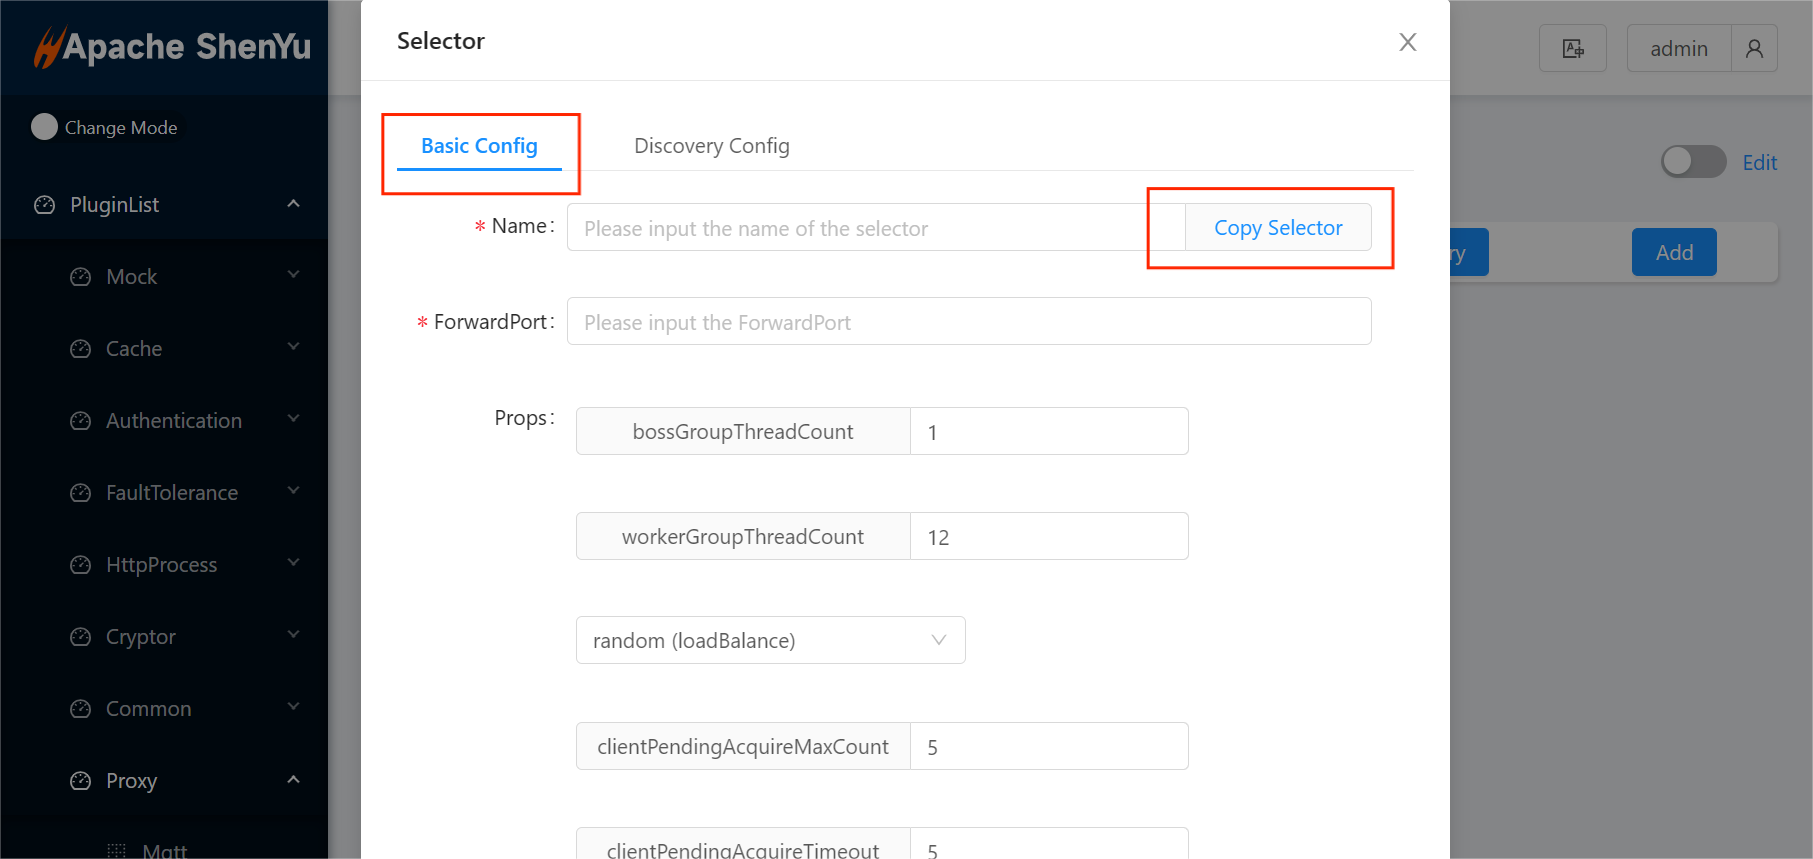 Apache ShenYu
Change Mode
PluginList
Mock
Cache
Authentication
FaultTolerance
HttpProcess
Cryptor
Common
Proxy
Matt
Selector
Basic Config
Discovery Config
* Name: Please input the name of the selector Copy Selector
* ForwardPort: Please input the ForwardPort
Props: bossGroupThreadCount 1
workerGroupThreadCount 12
random (loadBalance)
clientPendingAcquireMaxCount 5
clientPendingAcquireTimeout 5
admin
Edit
ry
Add